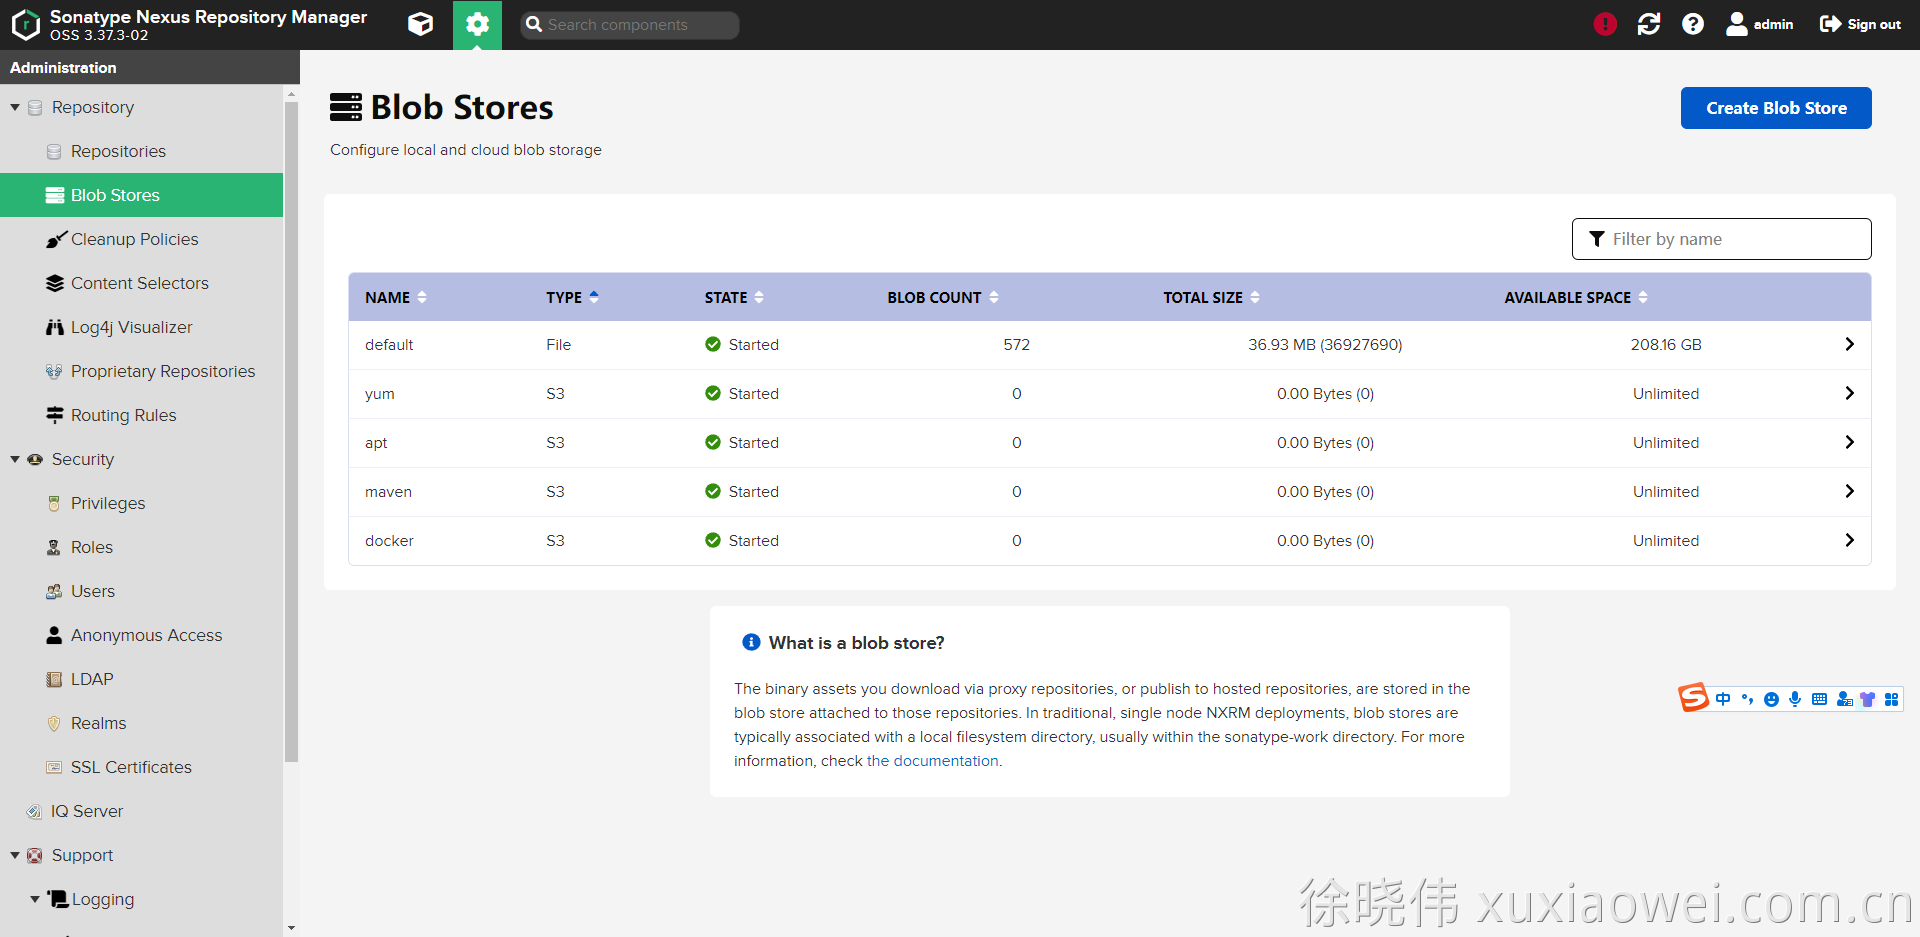 Sonatype Nexus Repository Manager
OSS 3.37.3-02
Search components
admin
Sign out
Administration
Repository
Repositories
Blob Stores
Cleanup Policies
Content Selectors
Log4j Visualizer
Proprietary Repositories
Routing Rules
Security
Privileges
Roles
Users
Anonymous Access
LDAP
Realms
SSL Certificates
IQ Server
Support
Logging
Blob Stores
Create Blob Store
Configure local and cloud blob storage
Filter by name
NAME TYPE STATE BLOB COUNT TOTAL SIZE AVAILABLE SPACE
default File Started 572 36.93 MB (36927690) 208.16 GB
yum S3 Started 0 0.00 Bytes (0) Unlimited
apt S3 Started 0 0.00 Bytes (0) Unlimited
maven S3 Started 0 0.00 Bytes (0) Unlimited
docker S3 Started 0 0.00 Bytes (0) Unlimited
What is a blob store?
The binary assets you download via proxy repositories, or publish to hosted repositories, are stored in the
blob store attached to those repositories. In traditional, single node NXRM deployments, blob stores are
typically associated with a local filesystem directory, usually within the sonatype-work directory. For more
information, check the documentation.
中
徐晓伟 xuxiaowei.com.cn